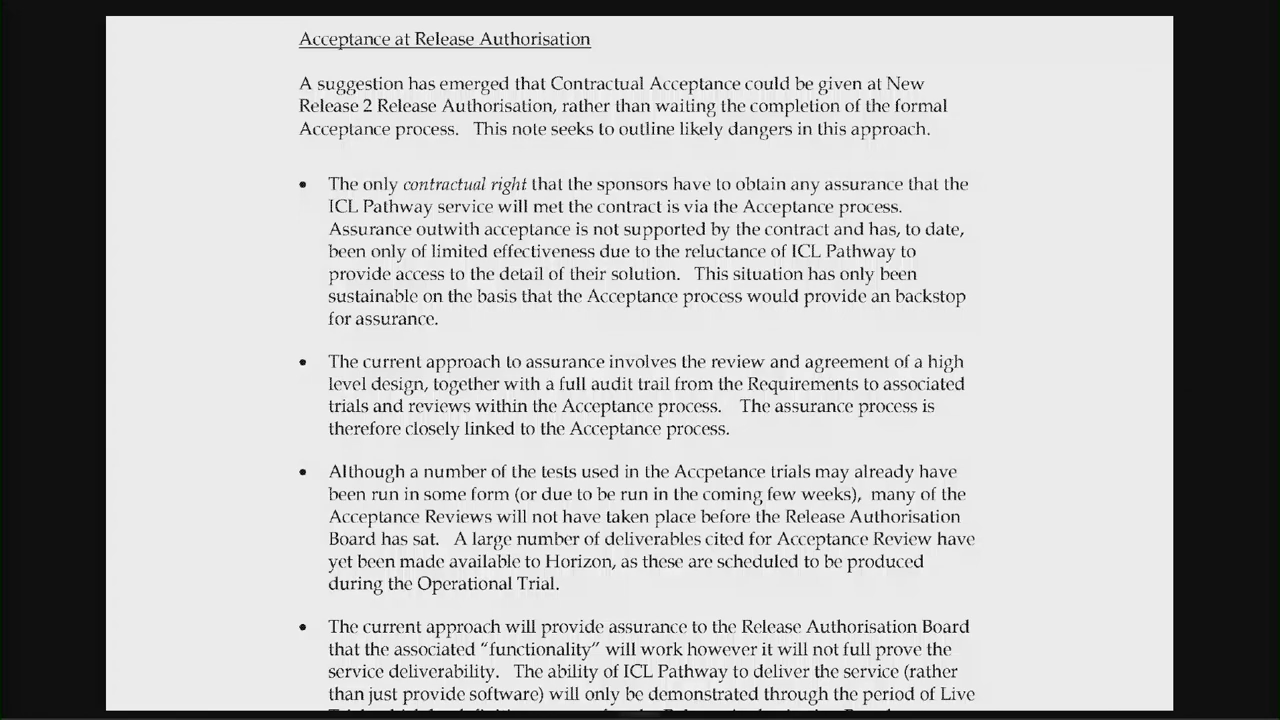 Acceptance at Release Authorisation
A suggestion has emerged that Contractual Acceptance could be given at New
Release 2 Release Authorisation, rather than waiting the completion of the formal
Acceptance process. This note seeks to outline likely dangers in this approach.
• The only contractual right that the sponsors have to obtain any assurance that the
ICL Pathway service will met the contract is via the Acceptance process.
Assurance outwith acceptance is not supported by the contract and has, to date,
been only of limited effectiveness due to the reluctance of ICL Pathway to
provide access to the detail of their solution. This situation has only been
sustainable on the basis that the Acceptance process would provide an backstop
for assurance.
• The current approach to assurance involves the review and agreement of a high
level design, together with a full audit trail from the Requirements to associated
trials and reviews within the Acceptance process. The assurance process is
therefore closely linked to the Acceptance process.
• Although a number of the tests used in the Accpetance trials may already have
been run in some form (or due to be run in the coming few weeks), many of the
Acceptance Reviews will not have taken place before the Release Authorisation
Board has sat. A large number of deliverables cited for Acceptance Review have
yet been made available to Horizon, as these are scheduled to be produced
during the Operational Trial.
• The current approach will provide assurance to the Release Authorisation Board
that the associated “functionality” will work however it will not full prove the
service deliverability. The ability of ICL Pathway to deliver the service (rather
than just provide software) will only be demonstrated through the period of Live